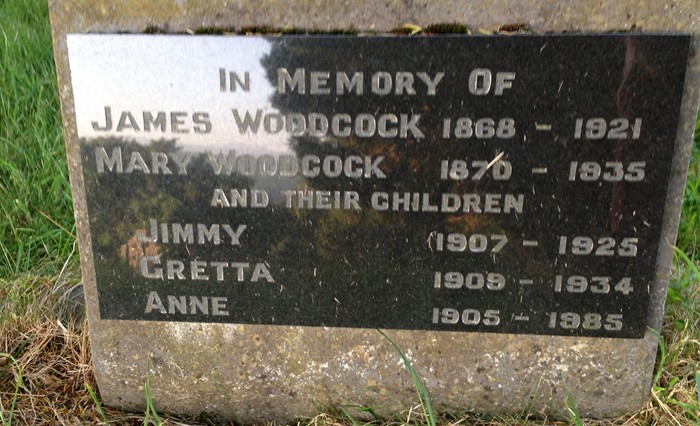 IN MEMORY OF
JAMES WOODCOCK 1868 - 1921
MARY WOODCOCK 1870 - 1935
AND THEIR CHILDREN
JIMMY 1907 - 1925
GRETTA 1909 - 1934
ANNE 1905 - 1985